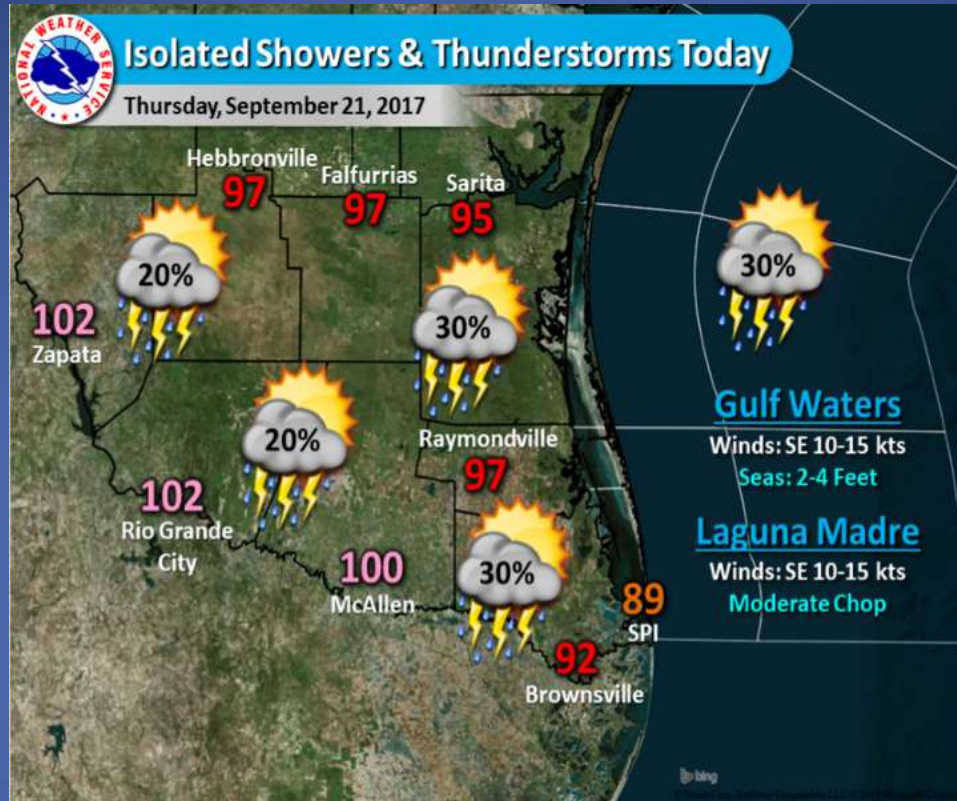 NATIONAL WEATHER SERVICE
Isolated Showers & Thunderstorms Today
Thursday, September 21, 2017
Hebbronville
97
Falfurrias
97
Sarita
95
20%
30%
30%
102
Zapata
20%
Raymondville
97
Gulf Waters
Winds: SE 10-15 kts
Seas: 2-4 Feet
102
Rio Grande
City
100
McAllen
30%
89
SPI
92
Brownsville
Laguna Madre
Winds: SE 10-15 kts
Moderate Chop
bing